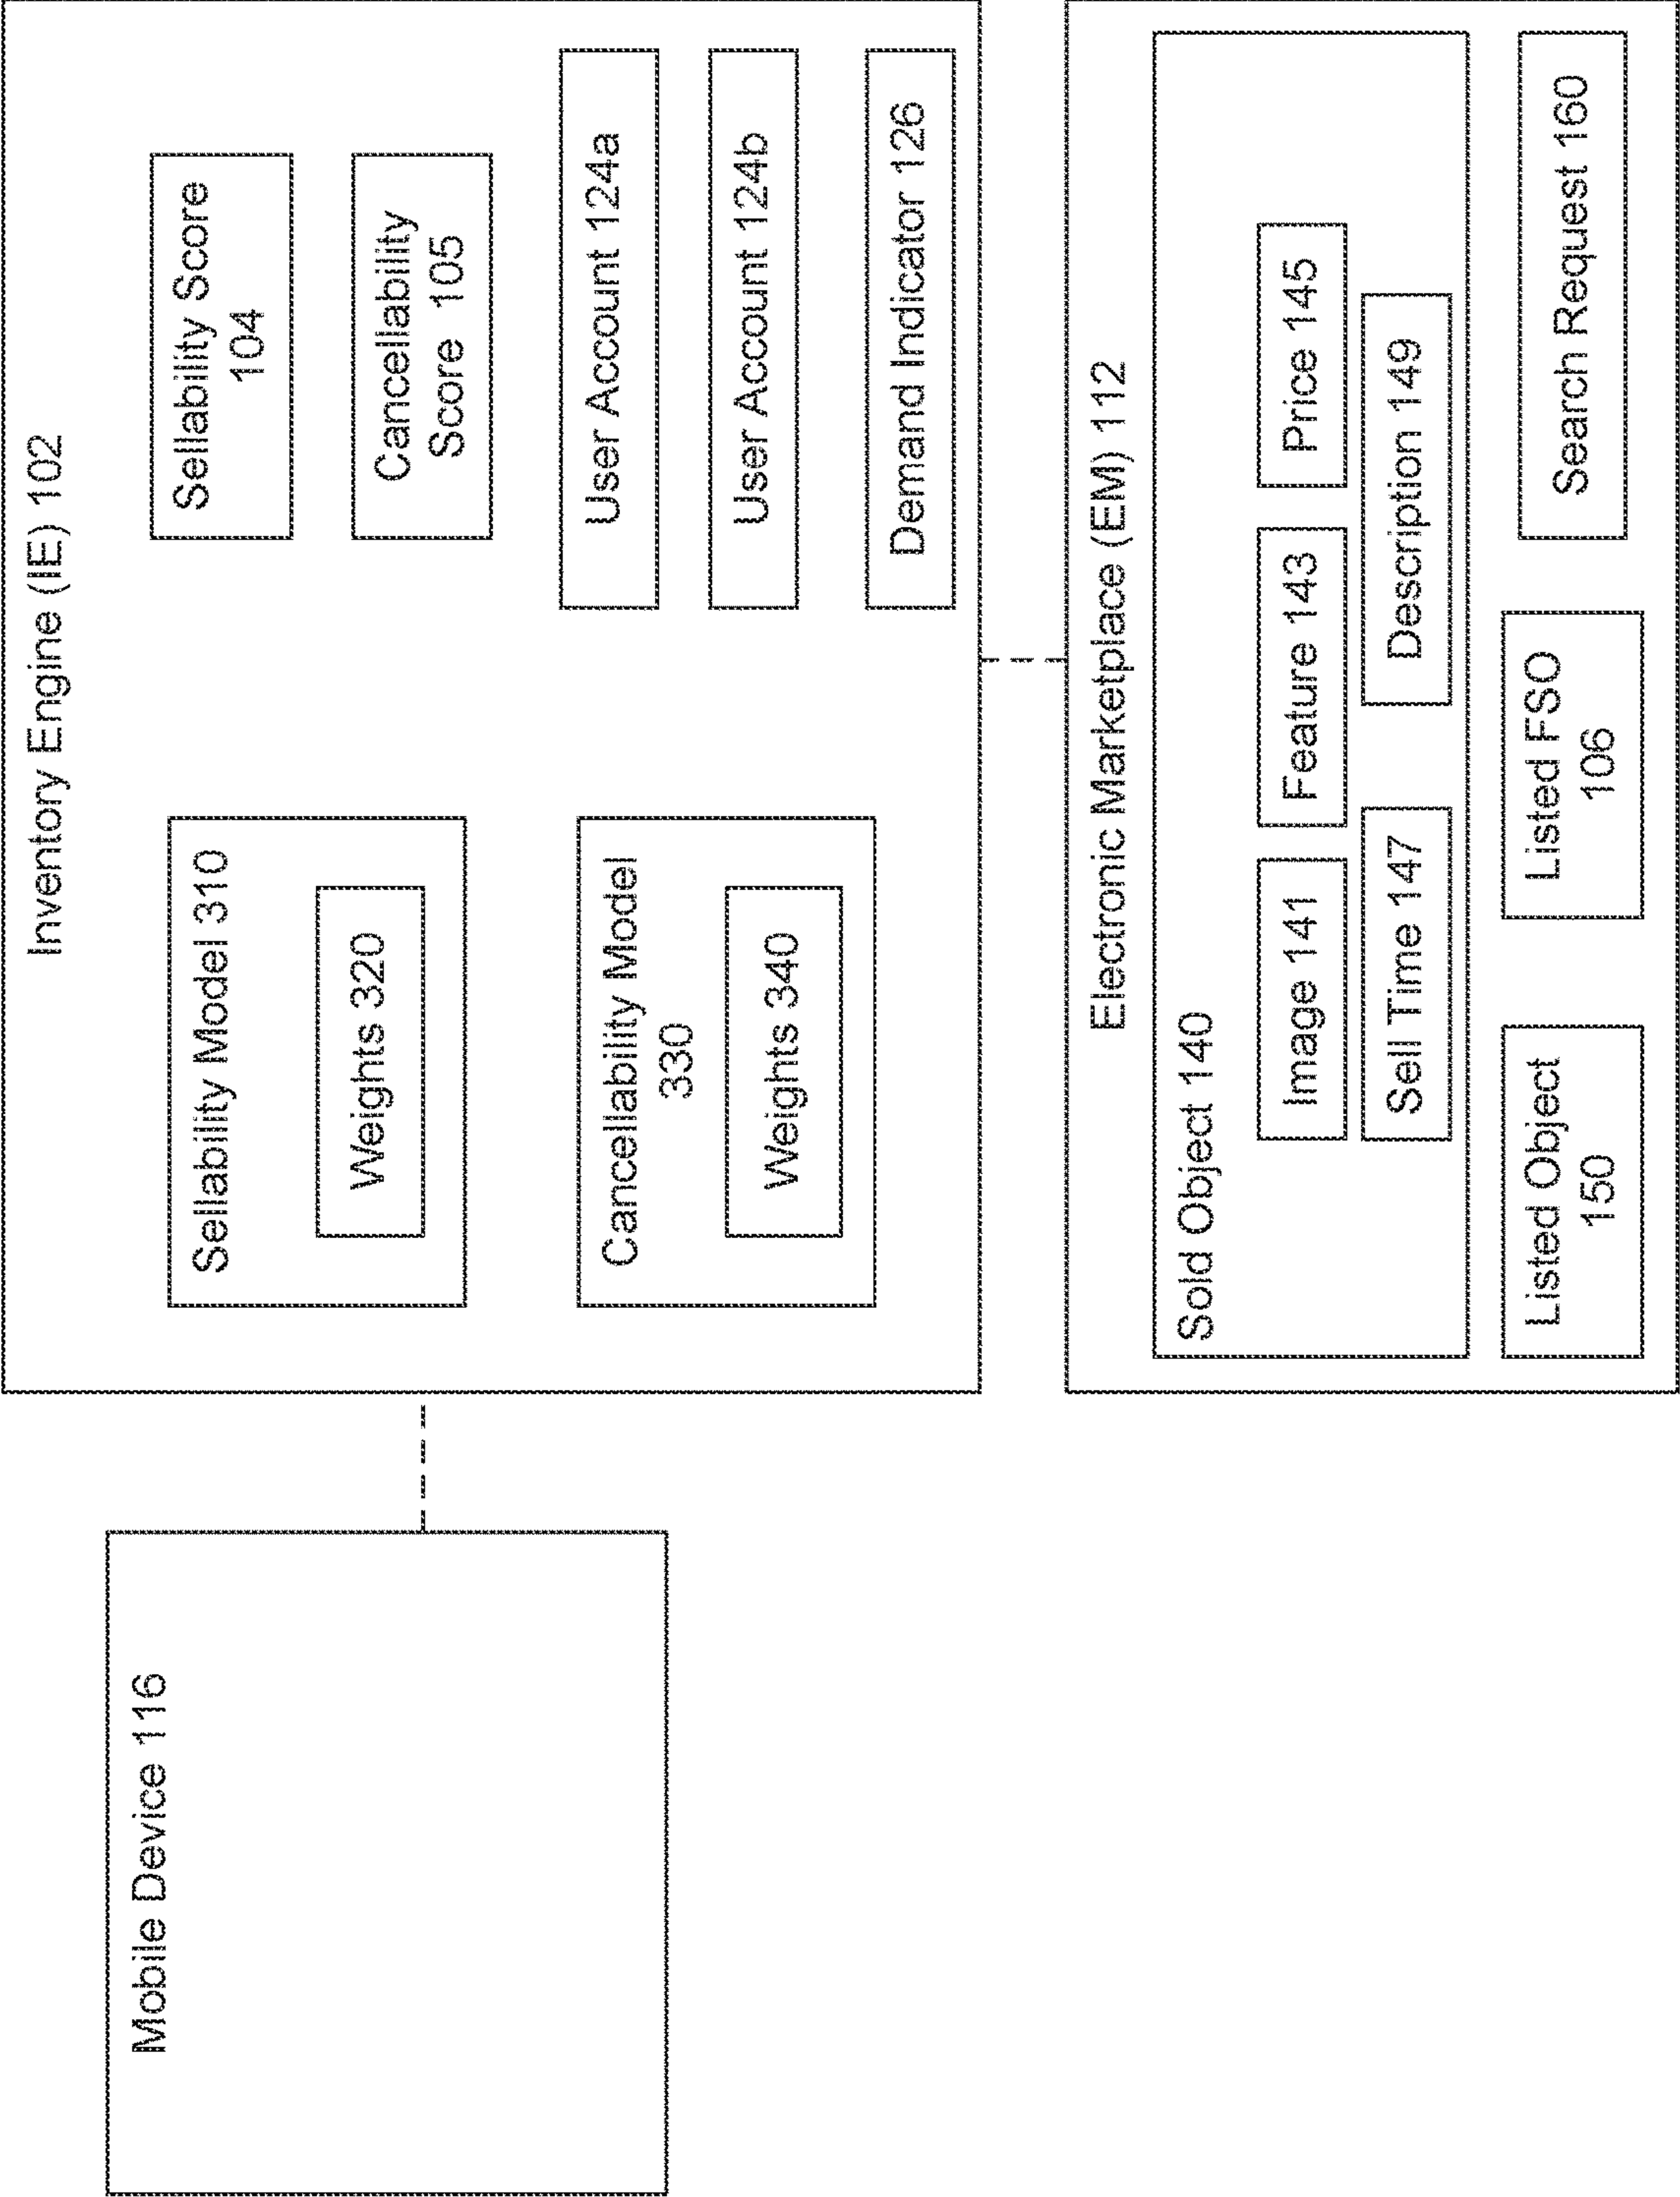 Mobile Device 116
Inventory Engine (IE) 102
Sellability Model 310
Weights 320
Cancellability Model
330
Weights 340
Sellability Score
104
Cancellability
Score 105
User Account 124a
User Account 124b
Demand Indicator 126
Electronic Marketplace (EM) 112
Sold Object 140
Image 141
Feature 143
Price 145
Sell Time 147
Description 149
Listed Object
150
Listed FSO
106
Search Request 160